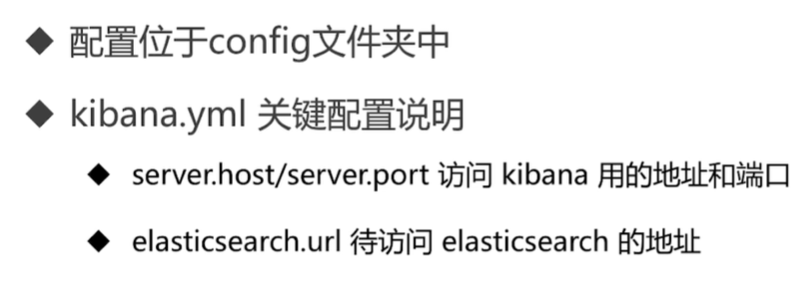 配置位于config文件夹中
kibana.yml 关键配置说明
server.host/server.port 访问 kibana 用的地址和端口
elasticsearch.url 待访问 elasticsearch 的地址